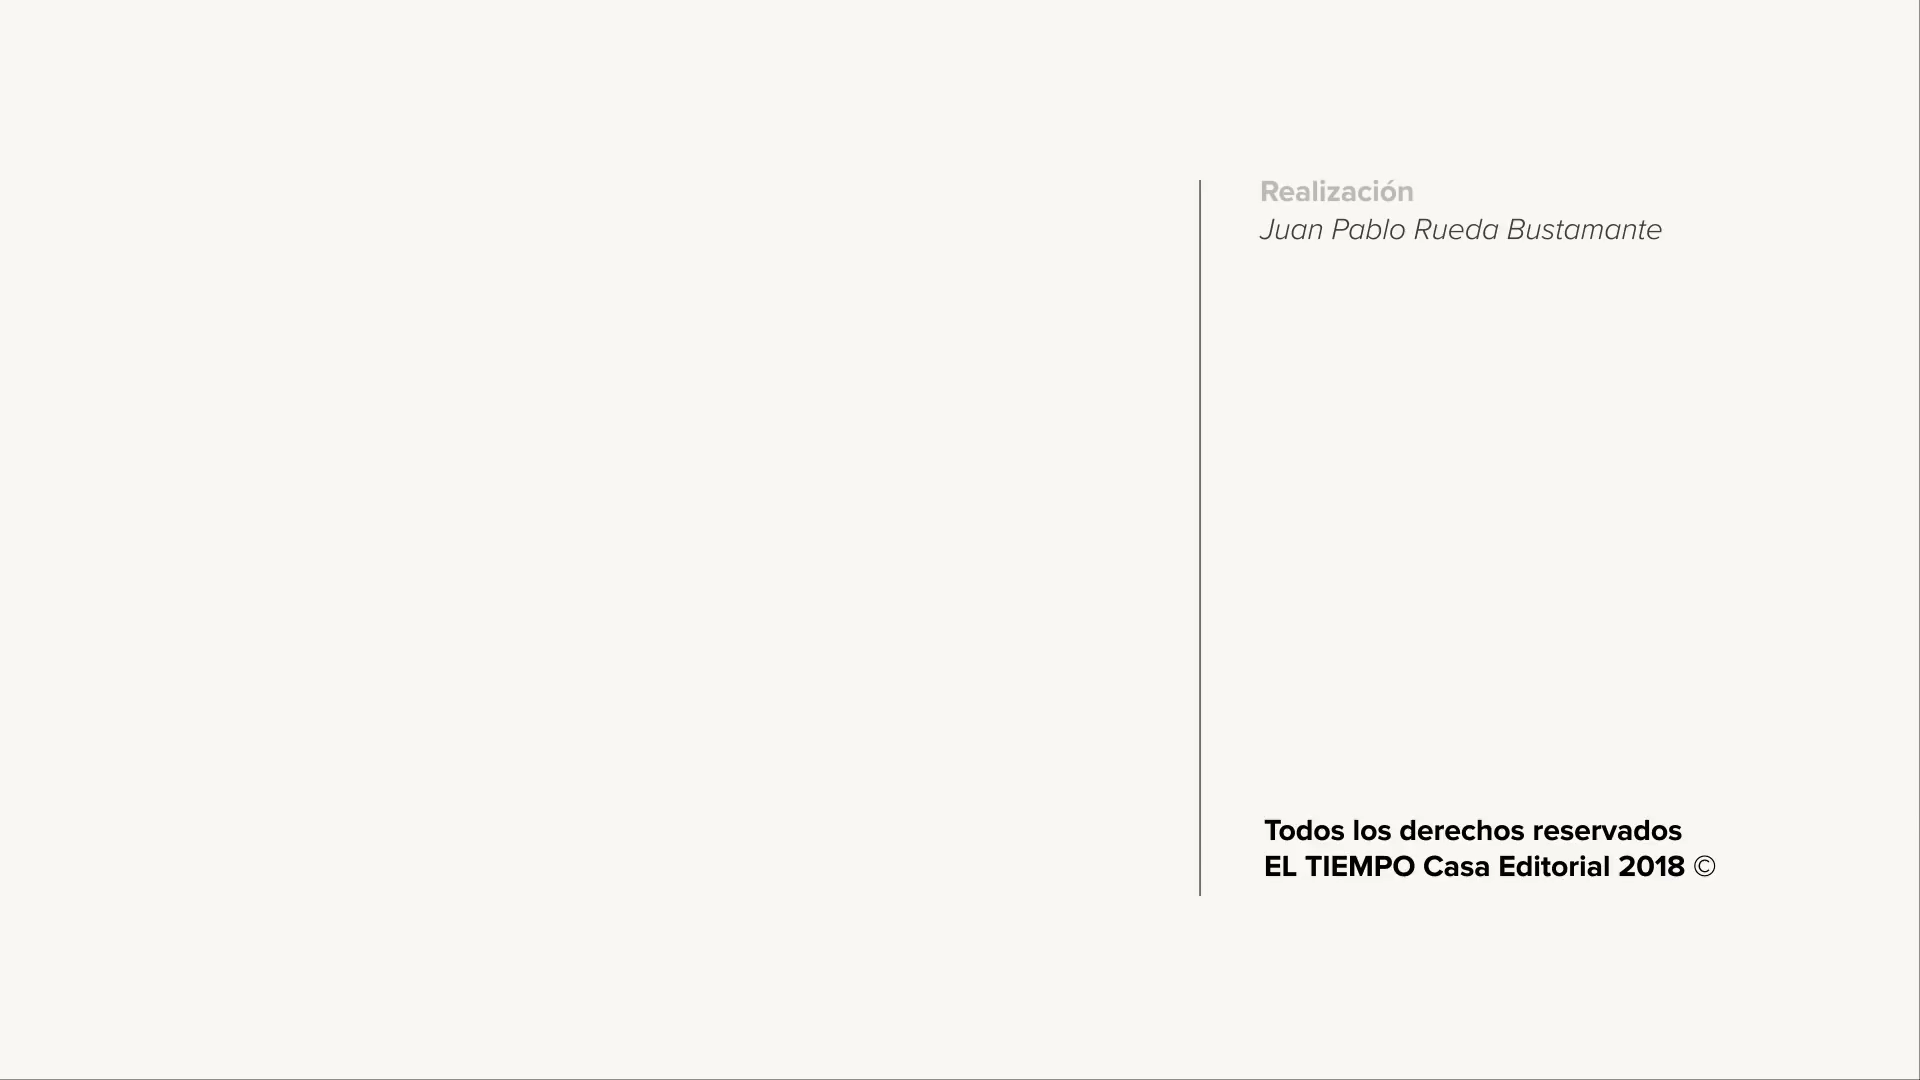 Realización
Juan Pablo Rueda Bustamante
Todos los derechos reservados
EL TIEMPO Casa Editorial 2018 ©